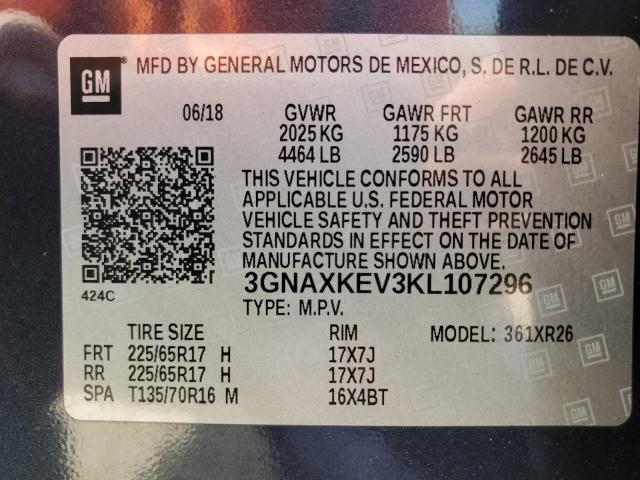 GM ® MFD BY GENERAL MOTORS DE MEXICO, S. DE R.L. DE C.V.
06/18 GVWR GAWR FRT GAWR RR
2025 KG 1175 KG 1200 KG
4464 LB 2590 LB 2645 LB
THIS VEHICLE CONFORMS TO ALL
APPLICABLE U.S. FEDERAL MOTOR
VEHICLE SAFETY AND THEFT PREVENTION
STANDARDS IN EFFECT ON THE DATE OF
MANUFACTURE SHOWN ABOVE.
424C 3GNAXKEV3KL107296
TYPE: M.P.V.
TIRE SIZE RIM MODEL: 361XR26
FRT 225/65R17 H 17X7J
RR 225/65R17 H 17X7J
SPA T135/70R16 M 16X4BT